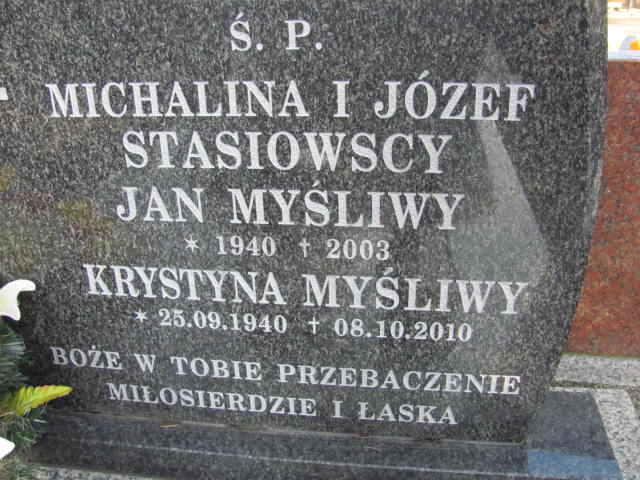 Ś. P.
MICHALINA I JÓZEF
STASIOWSCY
JAN MYŚLIWY
* 1940 † 2003
KRYSTYNA MYŚLIWY
* 25.09.1940 † 08.10.2010
BOŻE W TOBIE PRZEBACZENIE
MIŁOSIERDZIE I ŁASKA